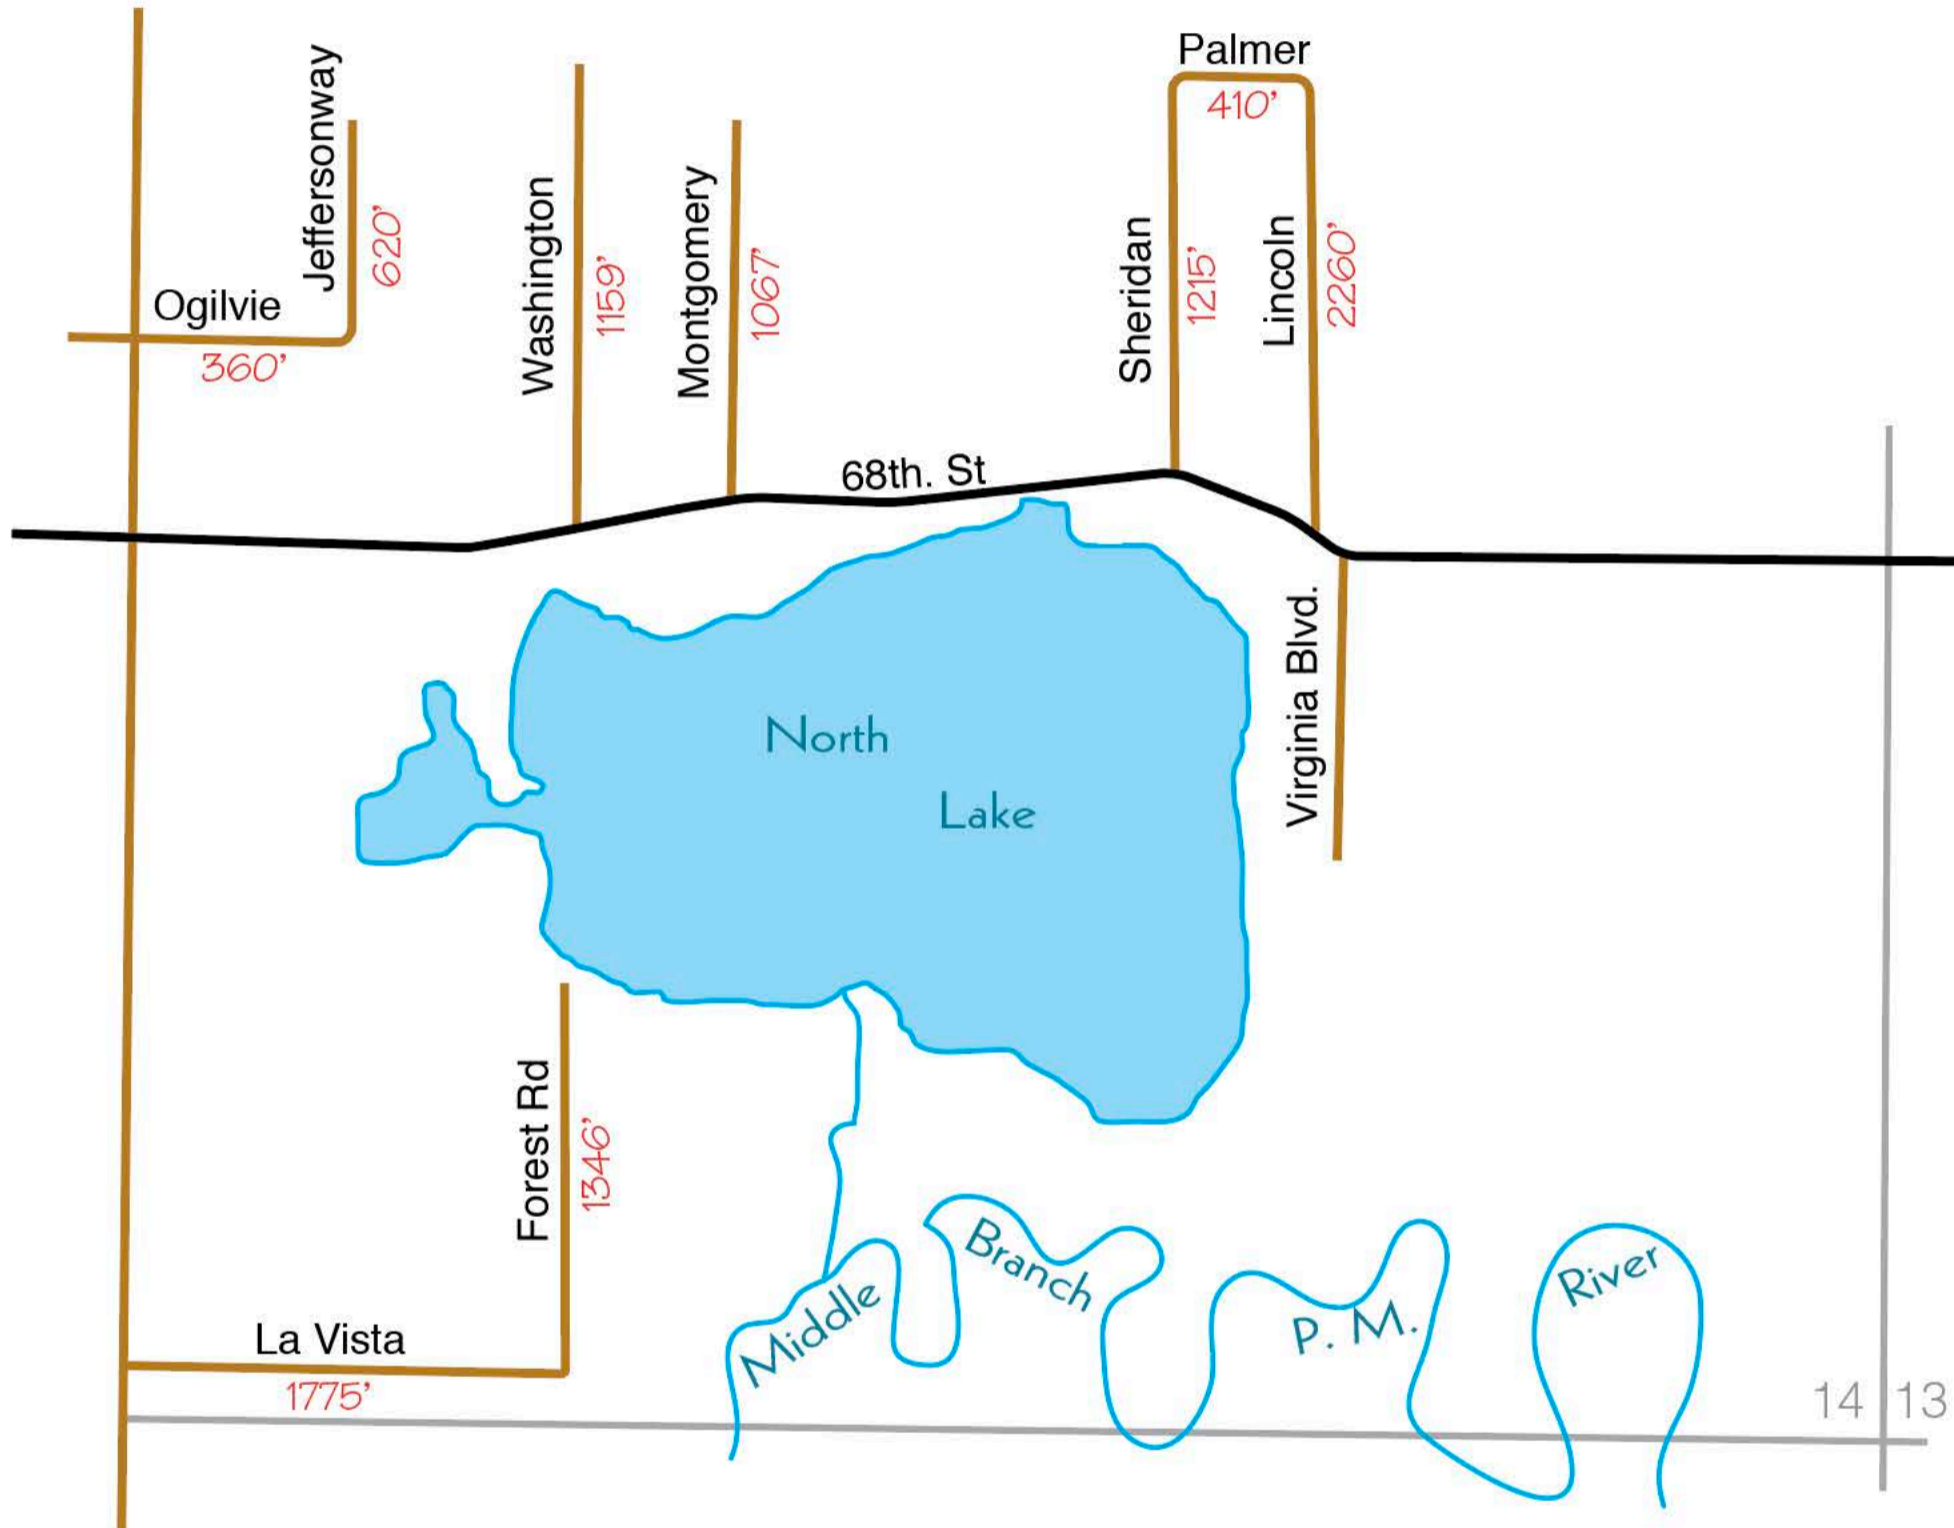 Palmer
410’
Jeffersonway
620’
Ogilvie
360’
Washington
1159’
Montgomery
1067’
Sheridan
1215’
Lincoln
2260’
68th. St
Virginia Blvd.
North
Lake
Forest Rd
1346’
La Vista
1775’
Middle
Branch
P. M.
River
14 13